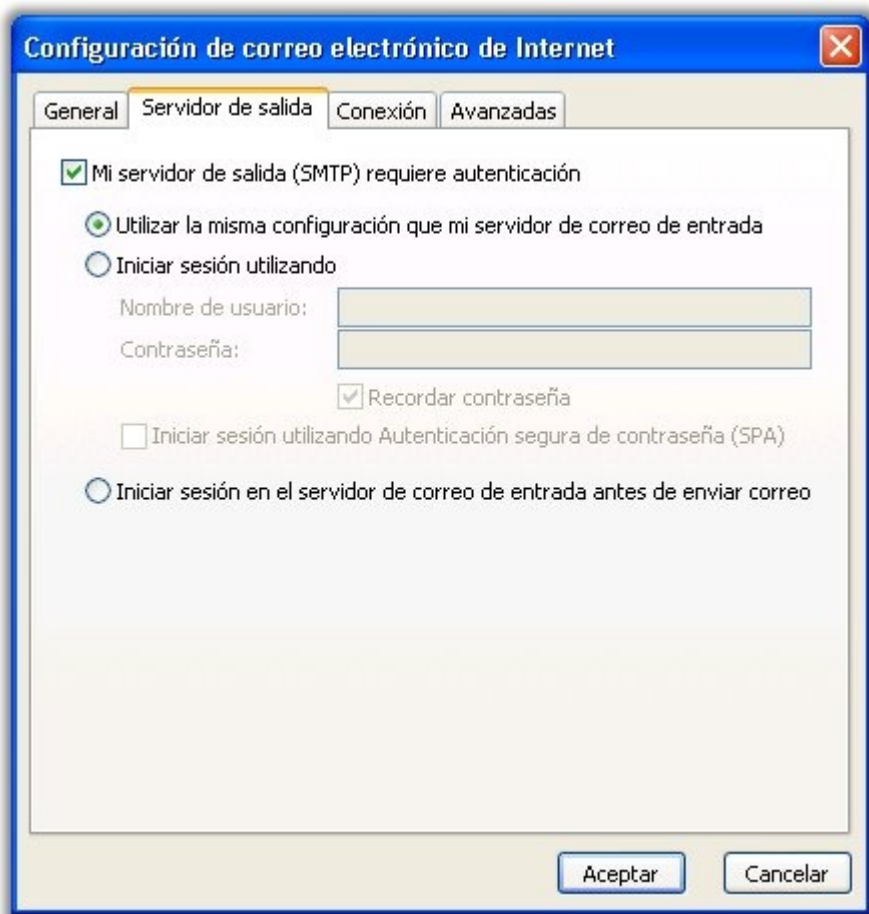 Configuración de correo electrónico de Internet
General Servidor de salida Conexión Avanzadas
Mi servidor de salida (SMTP) requiere autenticación
Utilizar la misma configuración que mi servidor de correo de entrada
Iniciar sesión utilizando
Nombre de usuario:
Contraseña:
Recordar contraseña
Iniciar sesión utilizando Autenticación segura de contraseña (SPA)
Iniciar sesión en el servidor de correo de entrada antes de enviar correo
Aceptar Cancelar